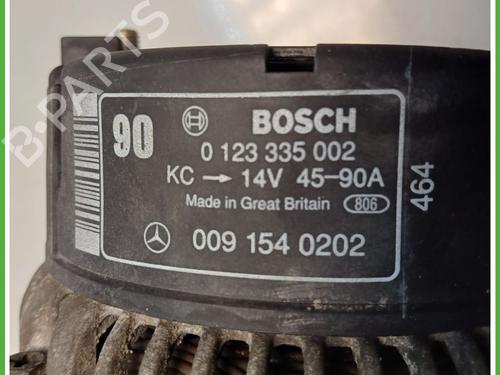 B-PARTS
90
BOSCH
0 123 335 002
KC → 14V 45-90A
Made in Great Britain 806
009 154 0202
464